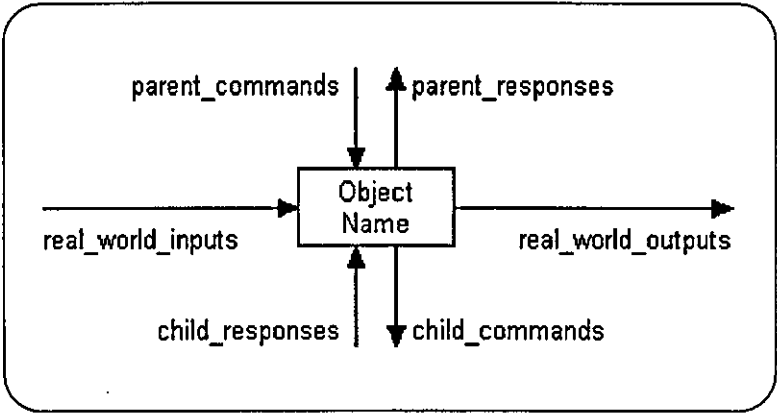 parent_commands
parent_responses
Object
Name
real_world_inputs
real_world_outputs
child_responses
child_commands